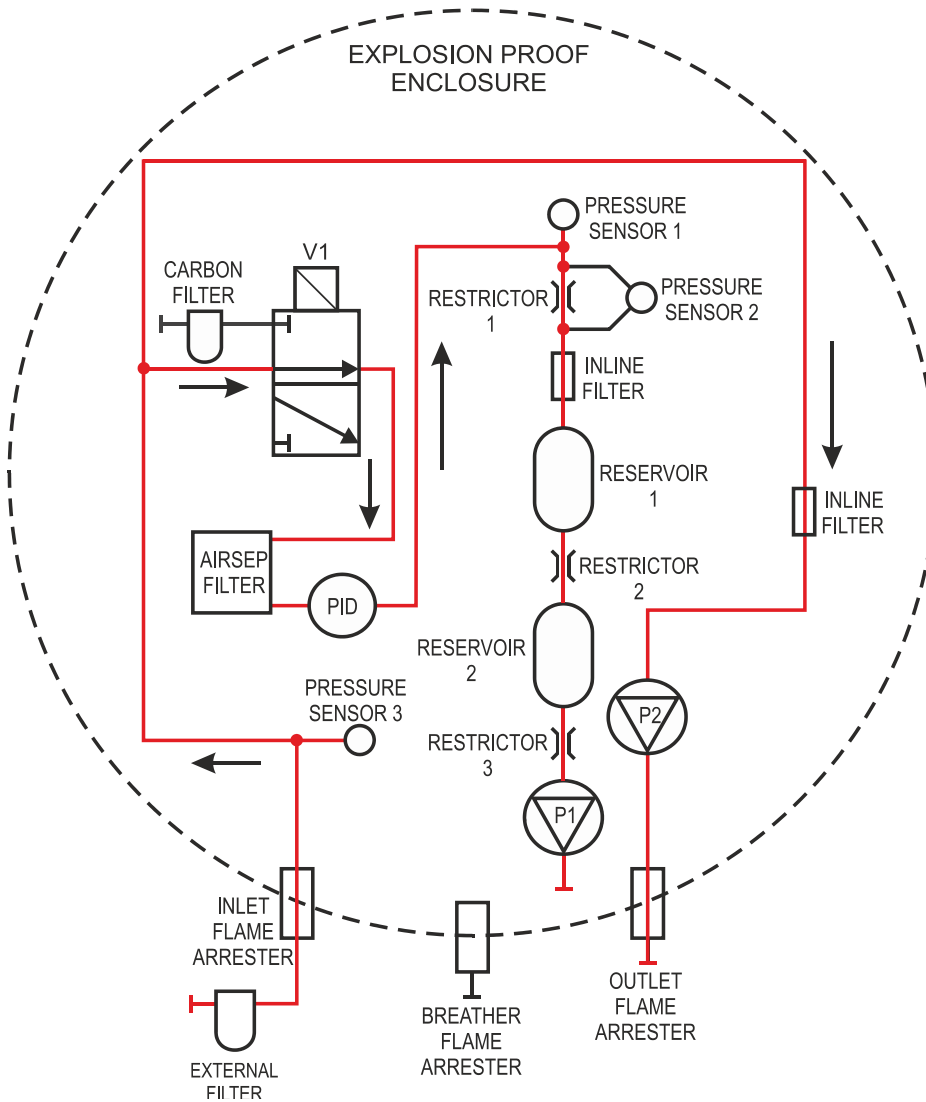 EXPLOSION PROOF
ENCLOSURE
PRESSURE
SENSOR 1
V1
CARBON
FILTER
RESTRICTOR
1
PRESSURE
SENSOR 2
INLINE
FILTER
RESERVOIR
1
INLINE
FILTER
AIRSEP
FILTER
PID
RESTRICTOR
2
RESERVOIR
2
PRESSURE
SENSOR 3
P2
RESTRICTOR
3
P1
INLET
FLAME
ARRESTER
OUTLET
FLAME
ARRESTER
BREATHER
FLAME
ARRESTER
EXTERNAL
FILTER